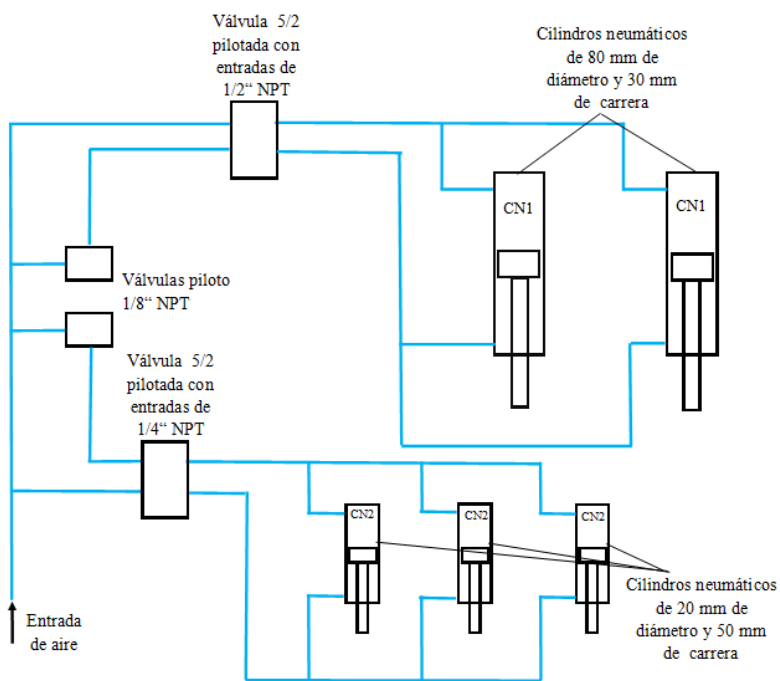 Válvula 5/2
pilotada con
entradas de
1/2“ NPT
Cilindros neumáticos
de 80 mm de
diámetro y 30 mm
de carrera
CN1
CN1
Válvulas piloto
1/8“ NPT
Válvula 5/2
pilotada con
entradas de
1/4“ NPT
CN2
CN2
CN2
Cilindros neumáticos
de 20 mm de
diámetro y 50 mm
de carrera
Entrada
de aire